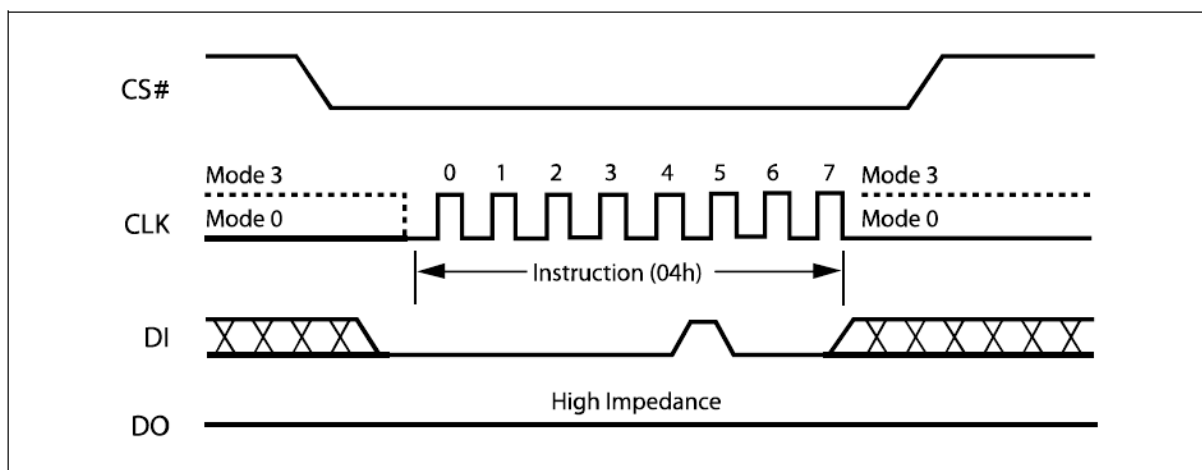 CS#
Mode 3 0 1 2 3 4 5 6 7 Mode 3
CLK Mode 0 Mode 0
Instruction (04h)
DI
High Impedance
DO